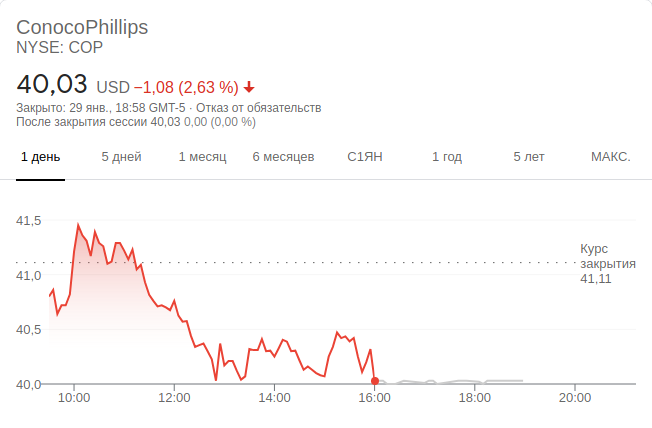 ConocoPhillips
NYSE: COP
40,03 USD −1,08 (2,63 %)
Закрыто: 29 янв., 18:58 GMT-5 · Отказ от обязательств
После закрытия сессии 40,03 0,00 (0,00 %)
1 день 5 дней 1 месяц 6 месяцев С1ЯН 1 год 5 лет МАКС.
41,5
Курс
закрытия
41,11
41,0
40,5
40,0
10:00 12:00 14:00 16:00 18:00 20:00